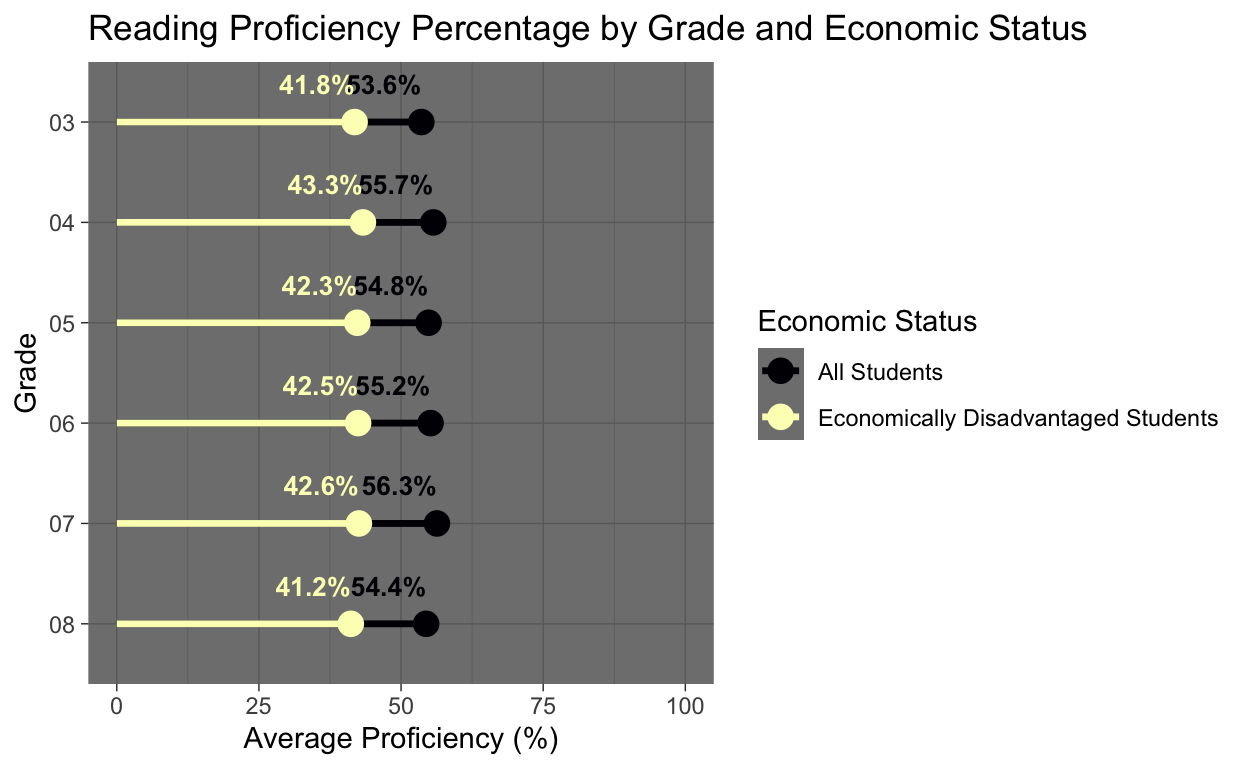 Reading Proficiency Percentage by Grade and Economic Status
41.8% 53.6%
03
43.3% 55.7%
04
42.3% 54.8%
05
42.5% 55.2%
06
42.6% 56.3%
07
41.2% 54.4%
08
Grade
0 25 50 75 100
Average Proficiency (%)
Economic Status
All Students
Economically Disadvantaged Students